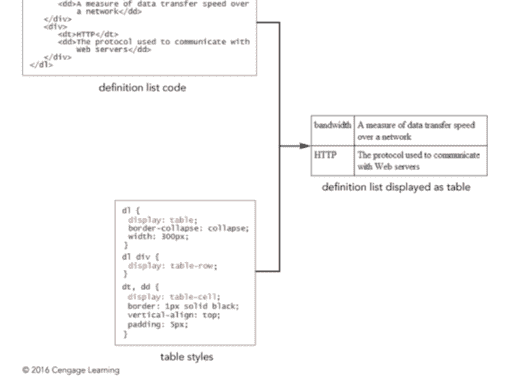 <dd>A measure of data transfer speed over
a network</dd>
</div>
<div>
<dt>HTTP</dt>
<dd>The protocol used to communicate with
web servers</dd>
</div>
</dl>
definition list code
bandwidth A measure of data transfer speed
over a network
HTTP The protocol used to communicate
with Web servers
definition list displayed as table
dl {
display: table;
border-collapse: collapse;
width: 300px;
}
dl div {
display: table-row;
}
dt, dd {
display: table-cell;
border: 1px solid black;
vertical-align: top;
padding: 5px;
}
table styles
© 2016 Cengage Learning